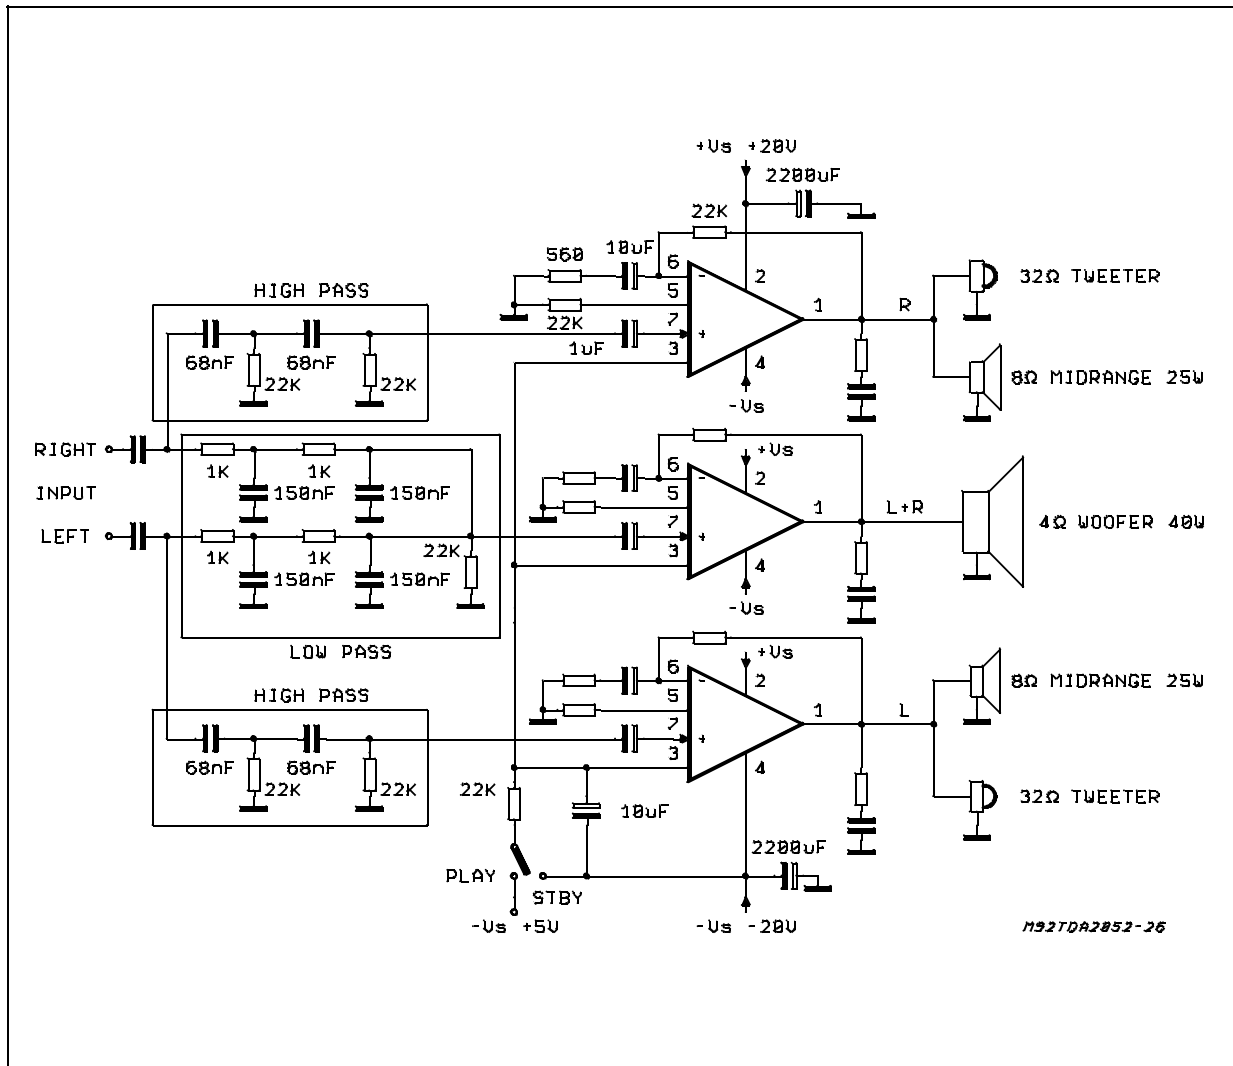 +Vs +20V
2200uF
22K
10uF
560
6
-
2
5
22K
7
+
1uF
3
4
1
R
-Vs
32Ω TWEETER
8Ω MIDRANGE 25W
HIGH PASS
68nF
68nF
22K
22K
RIGHT
INPUT
LEFT
1K
1K
150nF
150nF
1K
1K
22K
150nF
150nF
LOW PASS
+Vs
6
-
2
5
7
+
3
4
1
L+R
-Vs
4Ω WOOFER 40W
HIGH PASS
68nF
68nF
22K
22K
+Vs
6
-
2
5
7
+
3
4
1
L
8Ω MIDRANGE 25W
32Ω TWEETER
22K
10uF
2200uF
PLAY
STBY
-Vs +5V
-Vs -20V
M92TDA2052-26